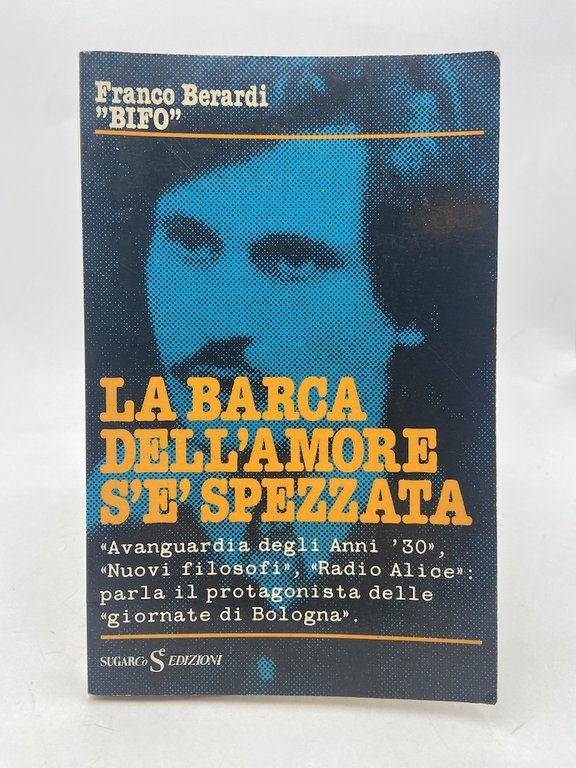 Franco Berardi
"BIFO"
LA BARCA
DELL'AMORE
S'E' SPEZZATA
«Avanguardia degli Anni '30»,
«Nuovi filosofi», «Radio Alice»:
parla il protagonista delle
«giornate di Bologna».
SUGARCo S EDIZIONI